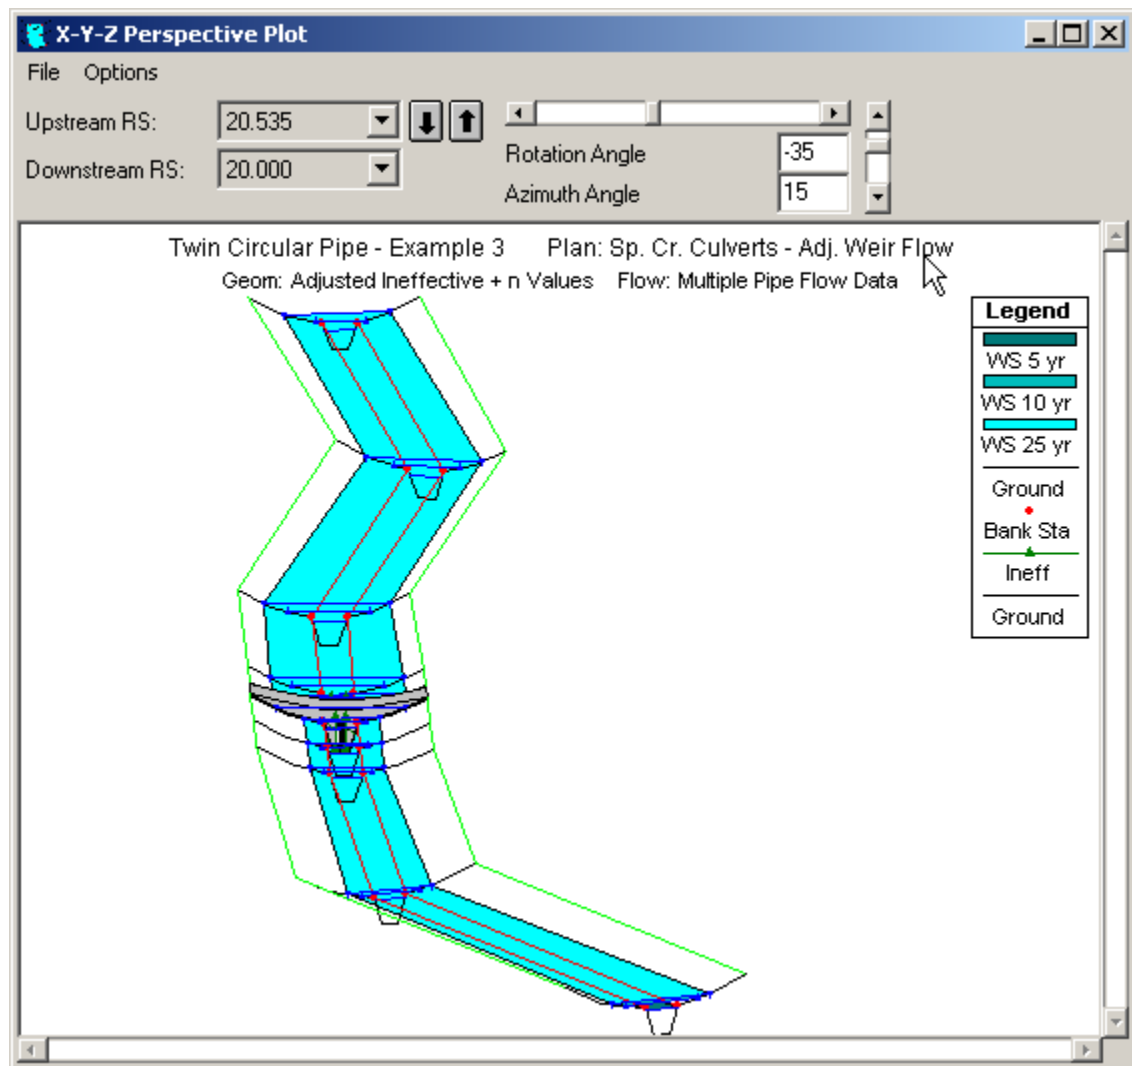 X-Y-Z Perspective Plot
File Options
Upstream RS: 20.535
Downstream RS: 20.000
Rotation Angle -35
Azimuth Angle 15
Twin Circular Pipe - Example 3 Plan: Sp. Cr. Culverts - Adj. Weir Flow
Geom: Adjusted Ineffective + n Values Flow: Multiple Pipe Flow Data
Legend
WS 5 yr
WS 10 yr
WS 25 yr
Ground
Bank Sta
Ineff
Ground